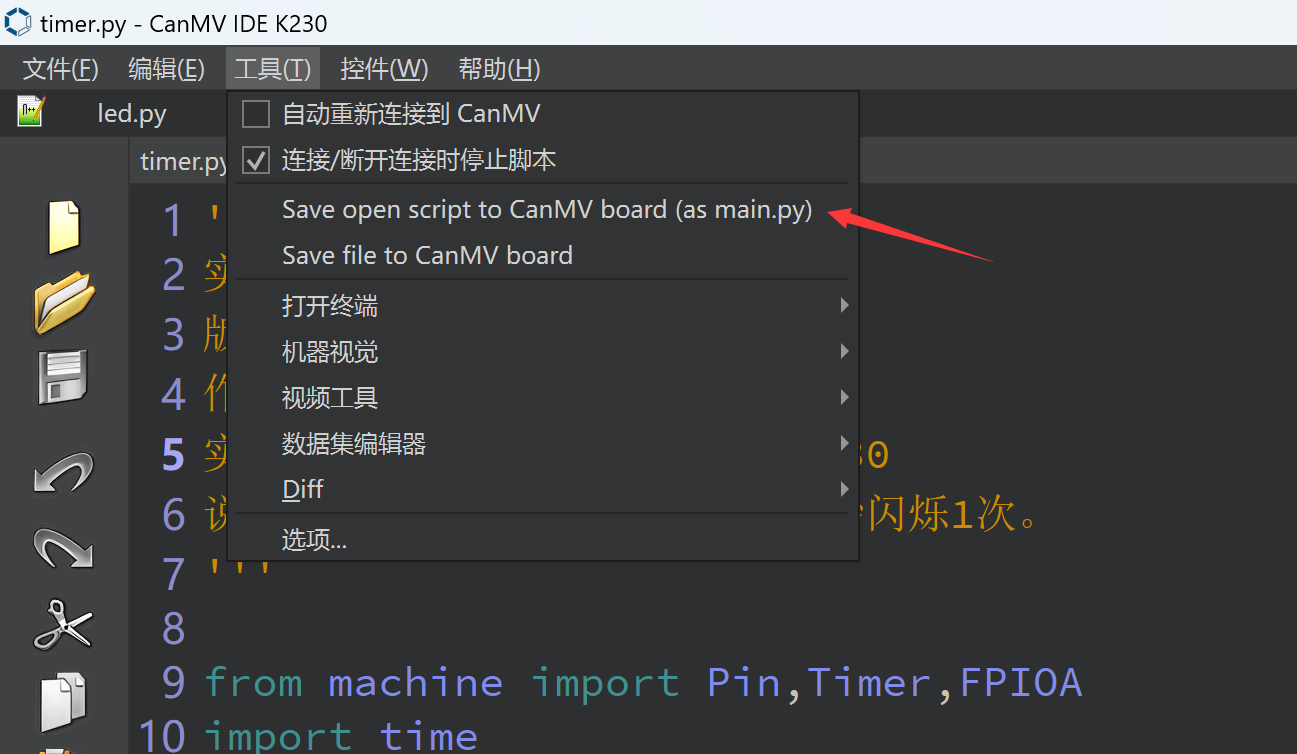 timer.py - CanMV IDE K230
文件(F) 编辑(E) 工具(T) 控件(W) 帮助(H)
led.py
timer.py
自动重新连接到 CanMV
连接/断开连接时停止脚本
Save open script to CanMV board (as main.py)
Save file to CanMV board
打开终端
机器视觉
视频工具
数据集编辑器
Diff
选项...
1 '
2 实
3 版
4 作
5 实 30
6 说 闪烁1次。
7 '''
8
9 from machine import Pin,Timer,FPIOA
10 import time